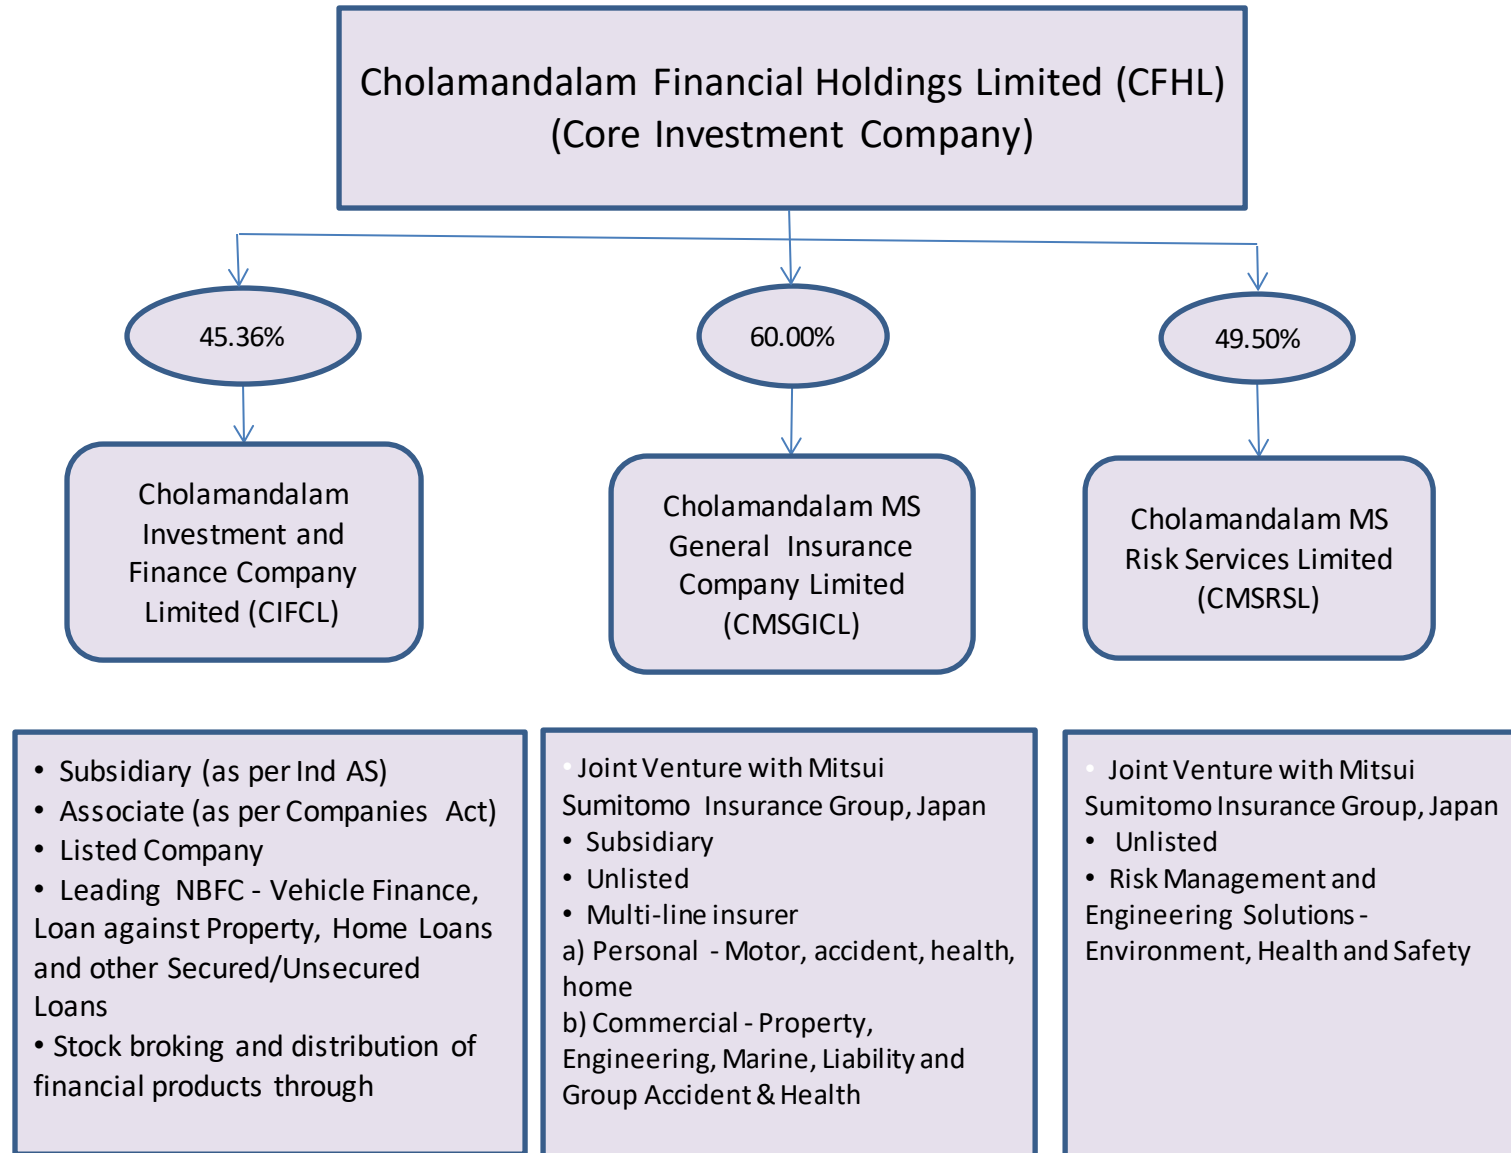 Cholamandalam Financial Holdings Limited (CFHL)
(Core Investment Company)
45.36%
60.00%
49.50%
Cholamandalam
Investment and
Finance Company
Limited (CIFCL)
Cholamandalam MS
General Insurance
Company Limited
(CMSGICL)
Cholamandalam MS
Risk Services Limited
(CMSRSL)
• Subsidiary (as per Ind AS)
• Associate (as per Companies Act)
• Listed Company
• Leading NBFC - Vehicle Finance,
Loan against Property, Home Loans
and other Secured/Unsecured
Loans
• Stock broking and distribution of
financial products through
• Joint Venture with Mitsui
Sumitomo Insurance Group, Japan
• Subsidiary
• Unlisted
• Multi-line insurer
a) Personal - Motor, accident, health,
home
b) Commercial - Property,
Engineering, Marine, Liability and
Group Accident & Health
• Joint Venture with Mitsui
Sumitomo Insurance Group, Japan
• Unlisted
• Risk Management and
Engineering Solutions -
Environment, Health and Safety